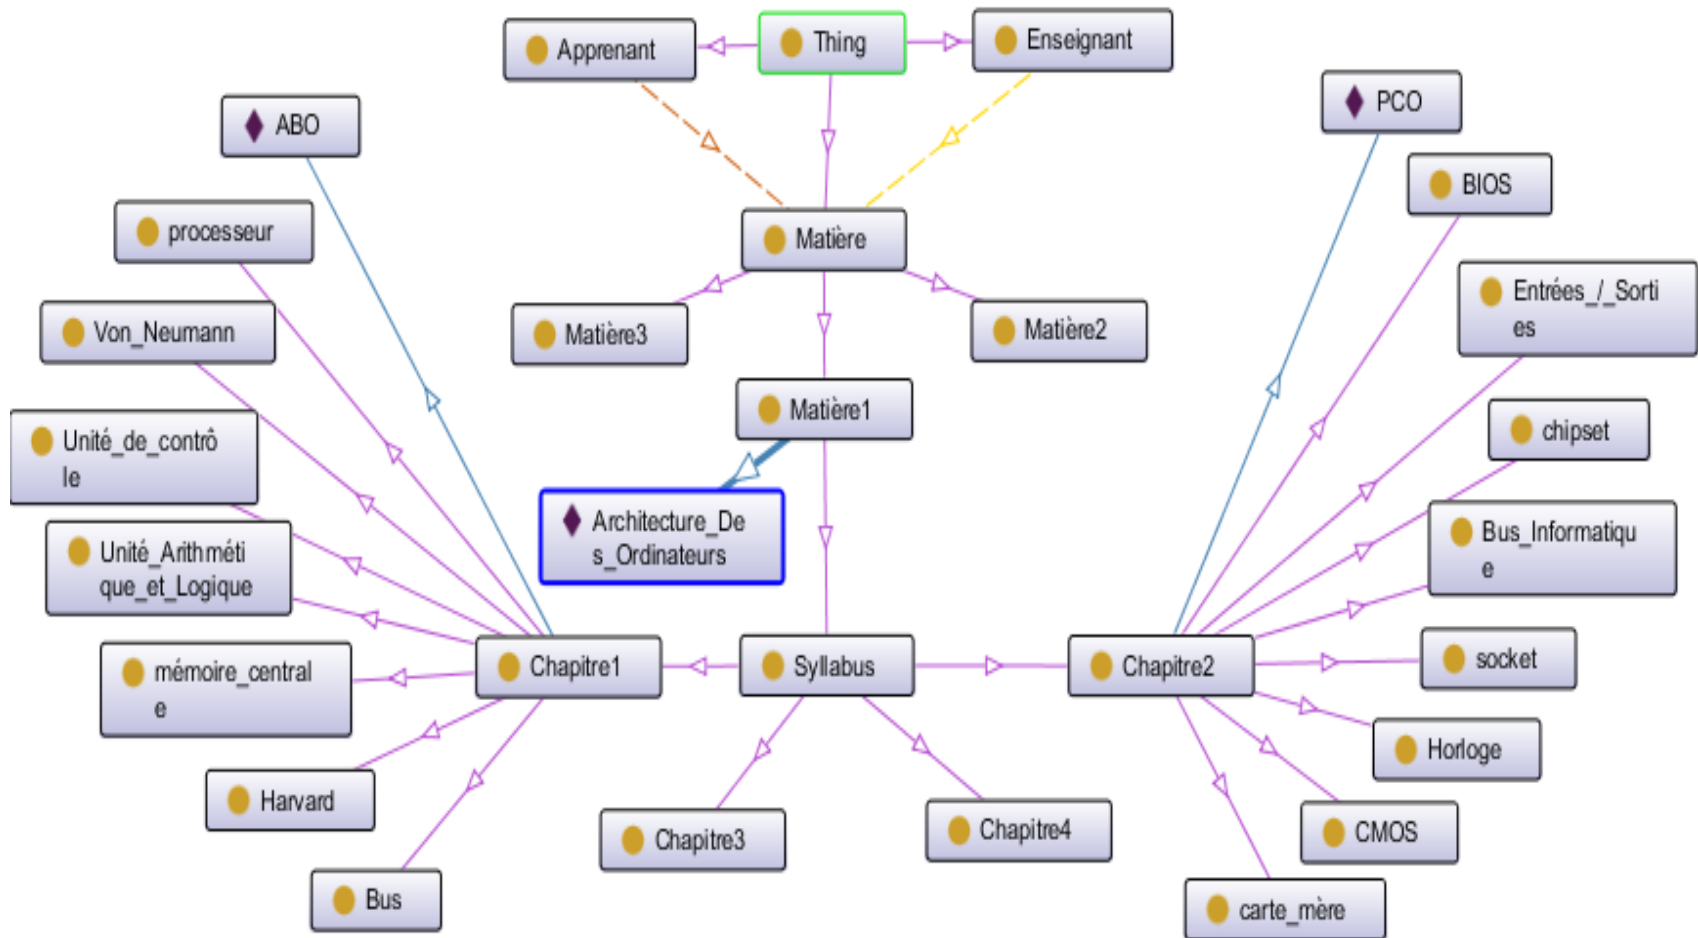 Apprenant
Thing
Enseignant
ABO
PCO
processeur
BIOS
Matière
Von_Neumann
Matière3
Matière2
Entrées_/_Sorti
es
Matière1
Unité_de_contrô
le
chipset
Architecture_De
s_Ordinateurs
Unité_Arithméti
que_et_Logique
Bus_Informatiqu
e
mémoire_central
e
Chapitre1
Syllabus
Chapitre2
socket
Horloge
Harvard
Chapitre3
Chapitre4
CMOS
Bus
carte_mère